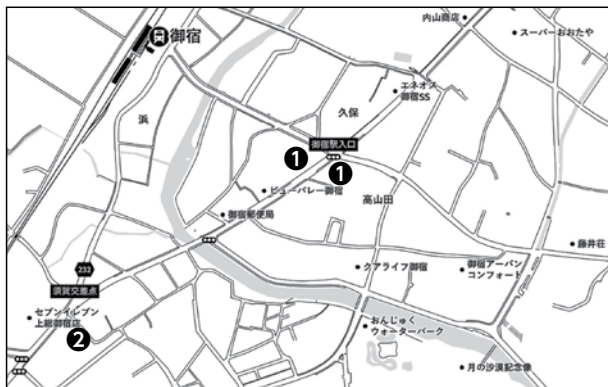 内山商店
スーパーおおたや
御宿
エネオス
御宿SS
久保
浜
御宿駅入口
❶
❶
ビューバレー御宿
高山田
御宿郵便局
藤井荘
232
クアライフ御宿
御宿アーバン
コンフォート
須賀交差点
セブンイレブン
上総御宿店
❷
おんじゅく
ウォーターパーク
月の沙漠記念像